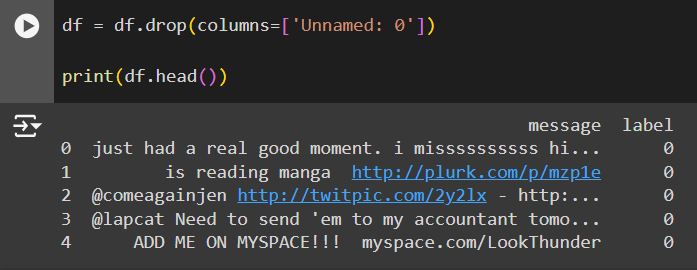 df = df.drop(columns=['Unnamed: 0'])
print(df.head())
message label
0 just had a real good moment. i missssssssss hi... 0
1 is reading manga http://plurk.com/p/mzp1e 0
2 @comeagainjen http://twitpic.com/2y2lx - http:... 0
3 @lapcat Need to send 'em to my accountant tomo... 0
4 ADD ME ON MYSPACE!!! myspace.com/LookThunder 0